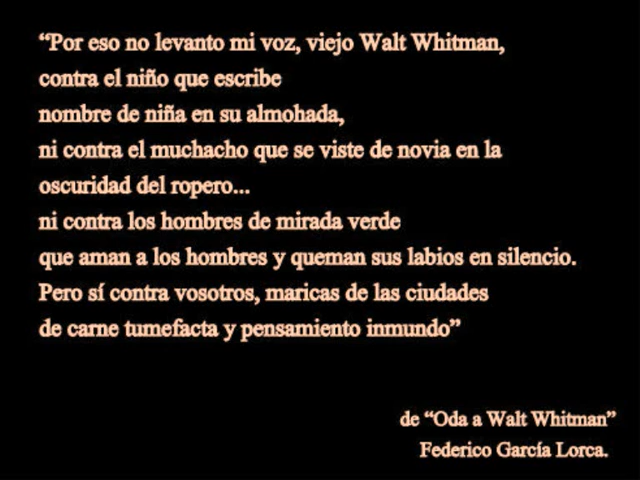 “Por eso no levanto mi voz, viejo Walt Whitman,
contra el niño que escribe
nombre de niña en su almohada,
ni contra el muchacho que se viste de novia en la
oscuridad del ropero...
ni contra los hombres de mirada verde
que aman a los hombres y queman sus labios en silencio.
Pero sí contra vosotros, maricas de las ciudades
de carne tumefacta y pensamiento inmundo”
de “Oda a Walt Whitman”
Federico García Lorca.